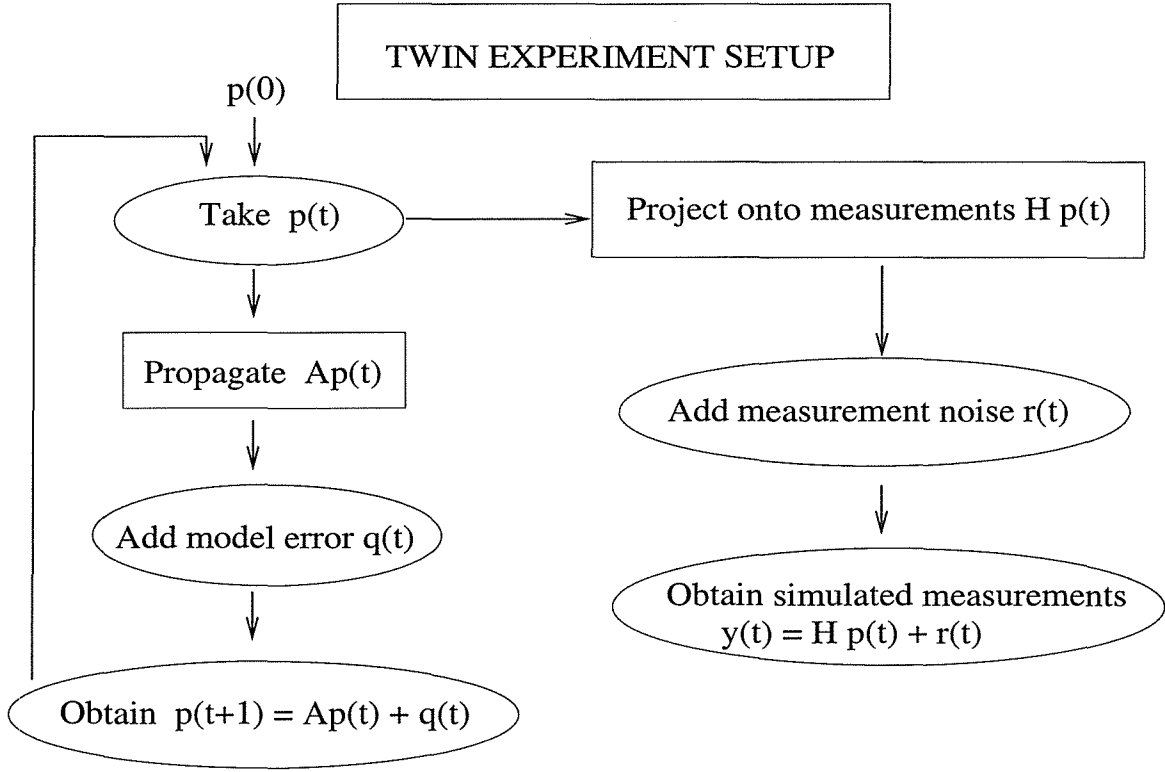 TWIN EXPERIMENT SETUP
p(0)
Take p(t)
Project onto measurements H p(t)
Propagate Ap(t)
Add measurement noise r(t)
Add model error q(t)
Obtain simulated measurements
y(t) = H p(t) + r(t)
Obtain p(t+1) = Ap(t) + q(t)